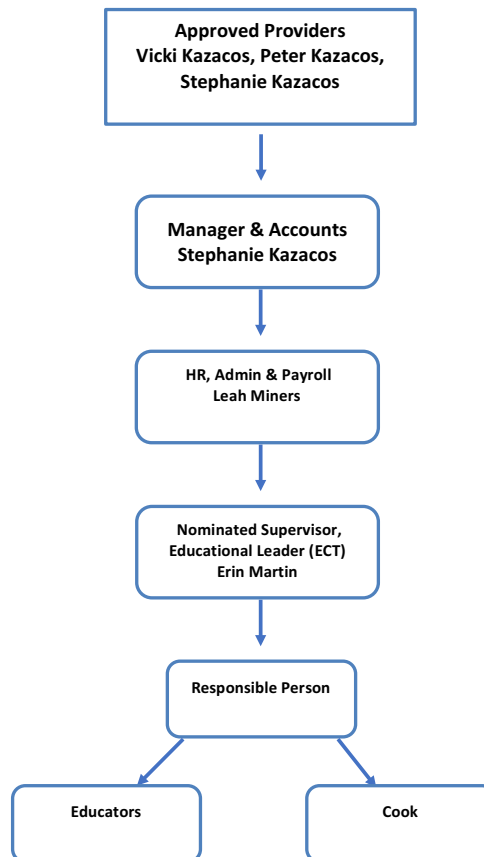 Approved Providers
Vicki Kazacos, Peter Kazacos,
Stephanie Kazacos
Manager & Accounts
Stephanie Kazacos
HR, Admin & Payroll
Leah Miners
Nominated Supervisor,
Educational Leader (ECT)
Erin Martin
Responsible Person
Educators
Cook